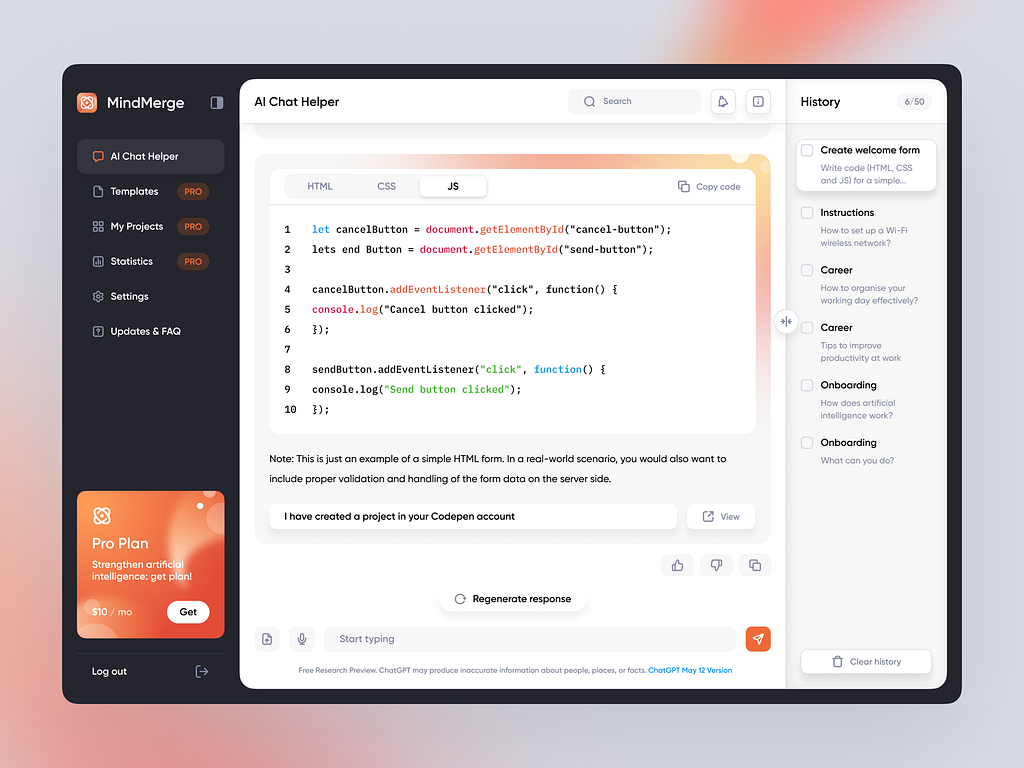 MindMerge
AI Chat Helper
Templates PRO
My Projects PRO
Statistics PRO
Settings
Updates & FAQ
Pro Plan
Strengthen artificial
intelligence: get plan!
$10 / mo
Get
Log out
AI Chat Helper
Search
HTML CSS JS
Copy code
1 let cancelButton = document.getElementById("cancel-button");
2 lets end Button = document.getElementById("send-button");
3
4 cancelButton.addEventListener("click", function() {
5 console.log("Cancel button clicked");
6 });
7
8 sendButton.addEventListener("click", function() {
9 console.log("Send button clicked");
10 });
Note: This is just an example of a simple HTML form. In a real-world scenario, you would also want to
include proper validation and handling of the form data on the server side.
I have created a project in your Codepen account
View
Regenerate response
Start typing
Free Research Preview. ChatGPT may produce inaccurate information about people, places, or facts. ChatGPT May 12 Version
History
6/50
Create welcome form
Write code (HTML, CSS
and JS) for a simple...
Instructions
How to set up a Wi-Fi
wireless network?
Career
How to organise your
working day effectively?
Career
Tips to improve
productivity at work
Onboarding
How does artificial
intelligence work?
Onboarding
What can you do?
Clear history